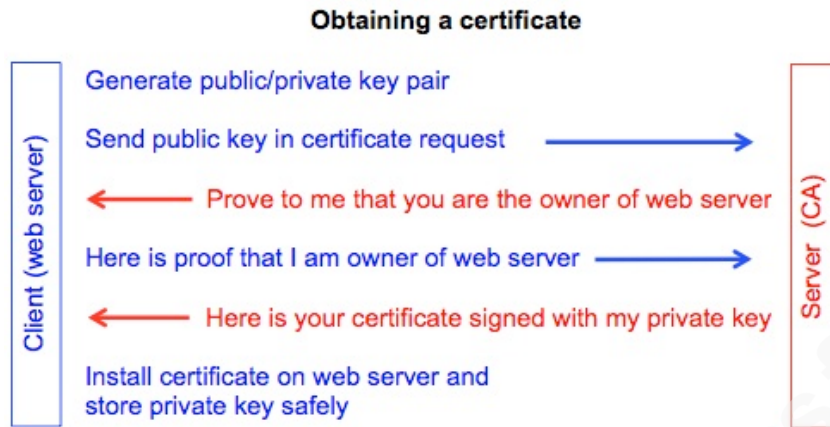 Obtaining a certificate
Client (web server)
Generate public/private key pair
Send public key in certificate request
Prove to me that you are the owner of web server
Here is proof that I am owner of web server
Here is your certificate signed with my private key
Install certificate on web server and
store private key safely
Server (CA)